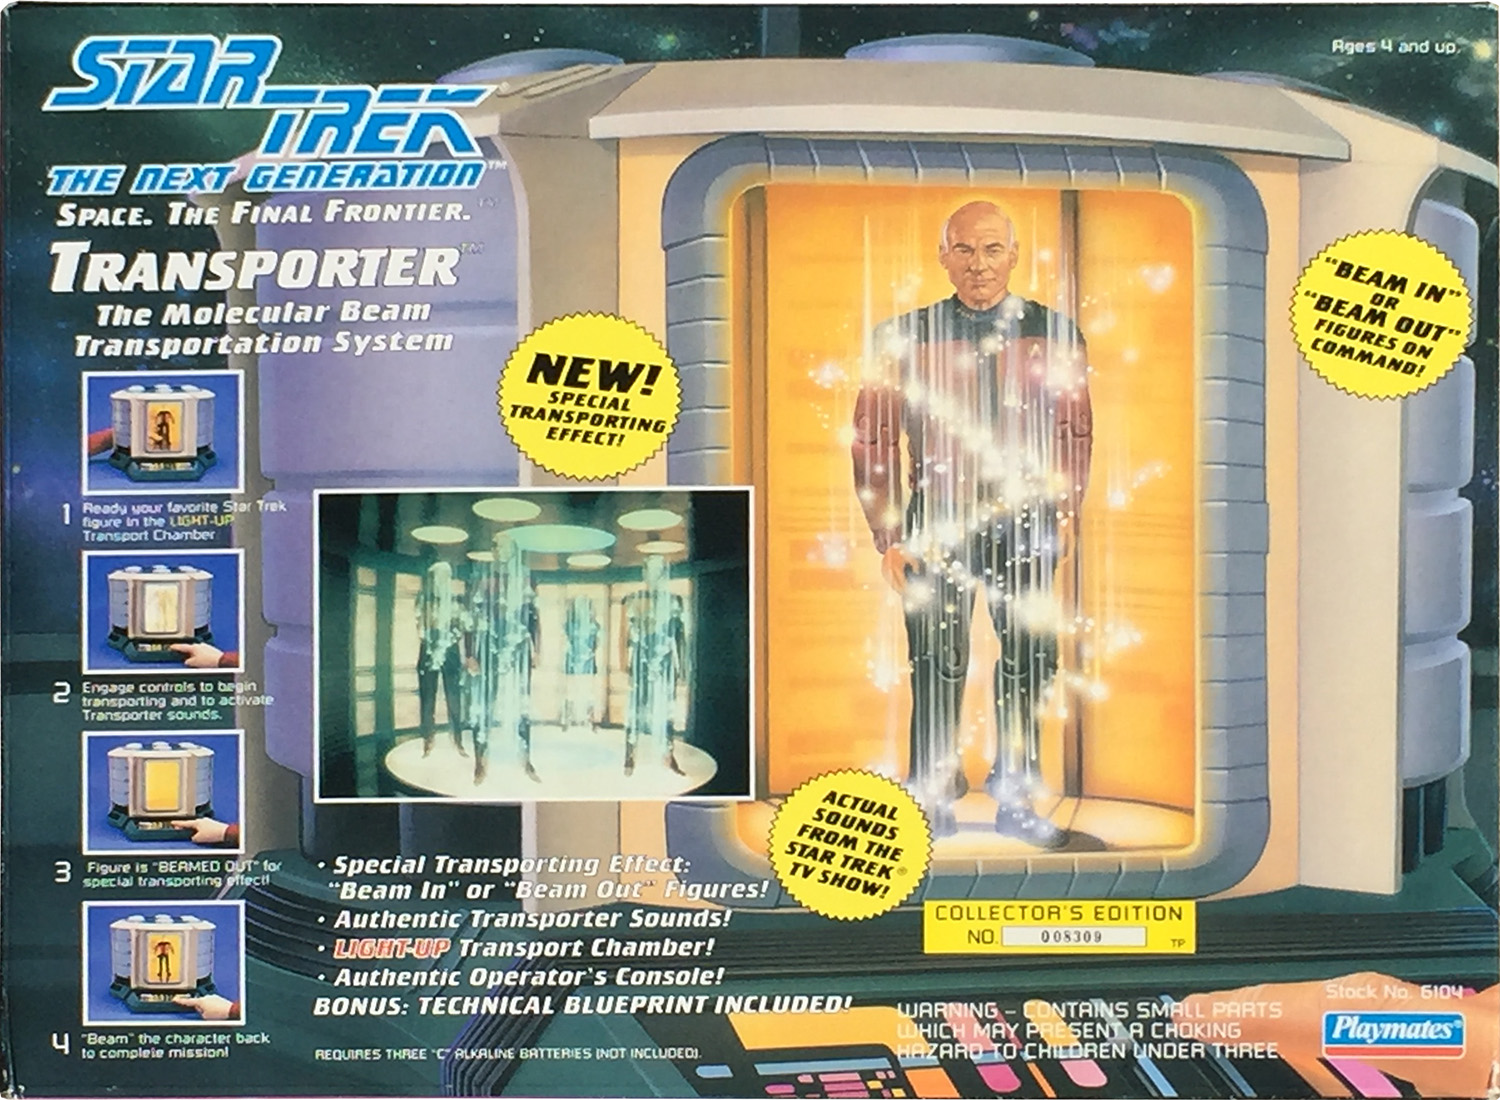 STAR
TREK
THE NEXT GENERATION™
SPACE. THE FINAL FRONTIER.™
TRANSPORTER™
The Molecular Beam
Transportation System
Ages 4 and up.
"BEAM IN"
OR
"BEAM OUT"
FIGURES ON
COMMAND!
NEW!
SPECIAL
TRANSPORTING
EFFECT!
1 Ready your favorite Star Trek
figure in the LIGHT-UP
Transport Chamber
2 Engage controls to begin
transporting and to activate
Transporter sounds.
3 Figure is "BEAMED OUT" for
special transporting effect!
4 "Beam" the character back
to complete mission!
ACTUAL
SOUNDS
FROM THE
STAR TREK®
TV SHOW!
• Special Transporting Effect:
"Beam In" or "Beam Out" Figures!
• Authentic Transporter Sounds!
• LIGHT-UP Transport Chamber!
• Authentic Operator's Console!
BONUS: TECHNICAL BLUEPRINT INCLUDED!
REQUIRES THREE "C" ALKALINE BATTERIES (NOT INCLUDED).
COLLECTOR'S EDITION
NO. 008309 TP
WARNING – CONTAINS SMALL PARTS
WHICH MAY PRESENT A CHOKING
HAZARD TO CHILDREN UNDER THREE.
Stock No. 6104
Playmates®